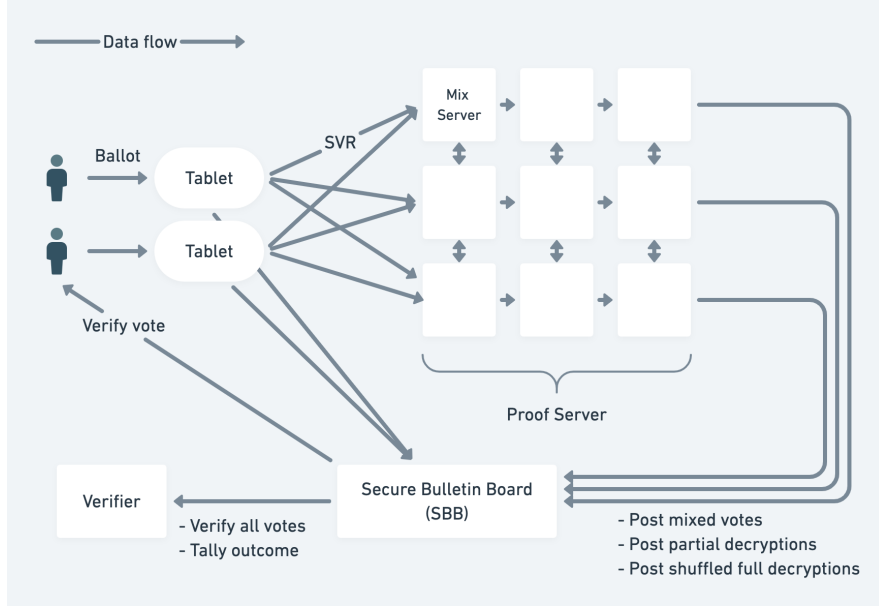 Data flow
Mix
Server
SVR
Ballot
Tablet
Tablet
Verify vote
Proof Server
Verifier
Secure Bulletin Board
(SBB)
- Verify all votes
- Tally outcome
- Post mixed votes
- Post partial decryptions
- Post shuffled full decryptions